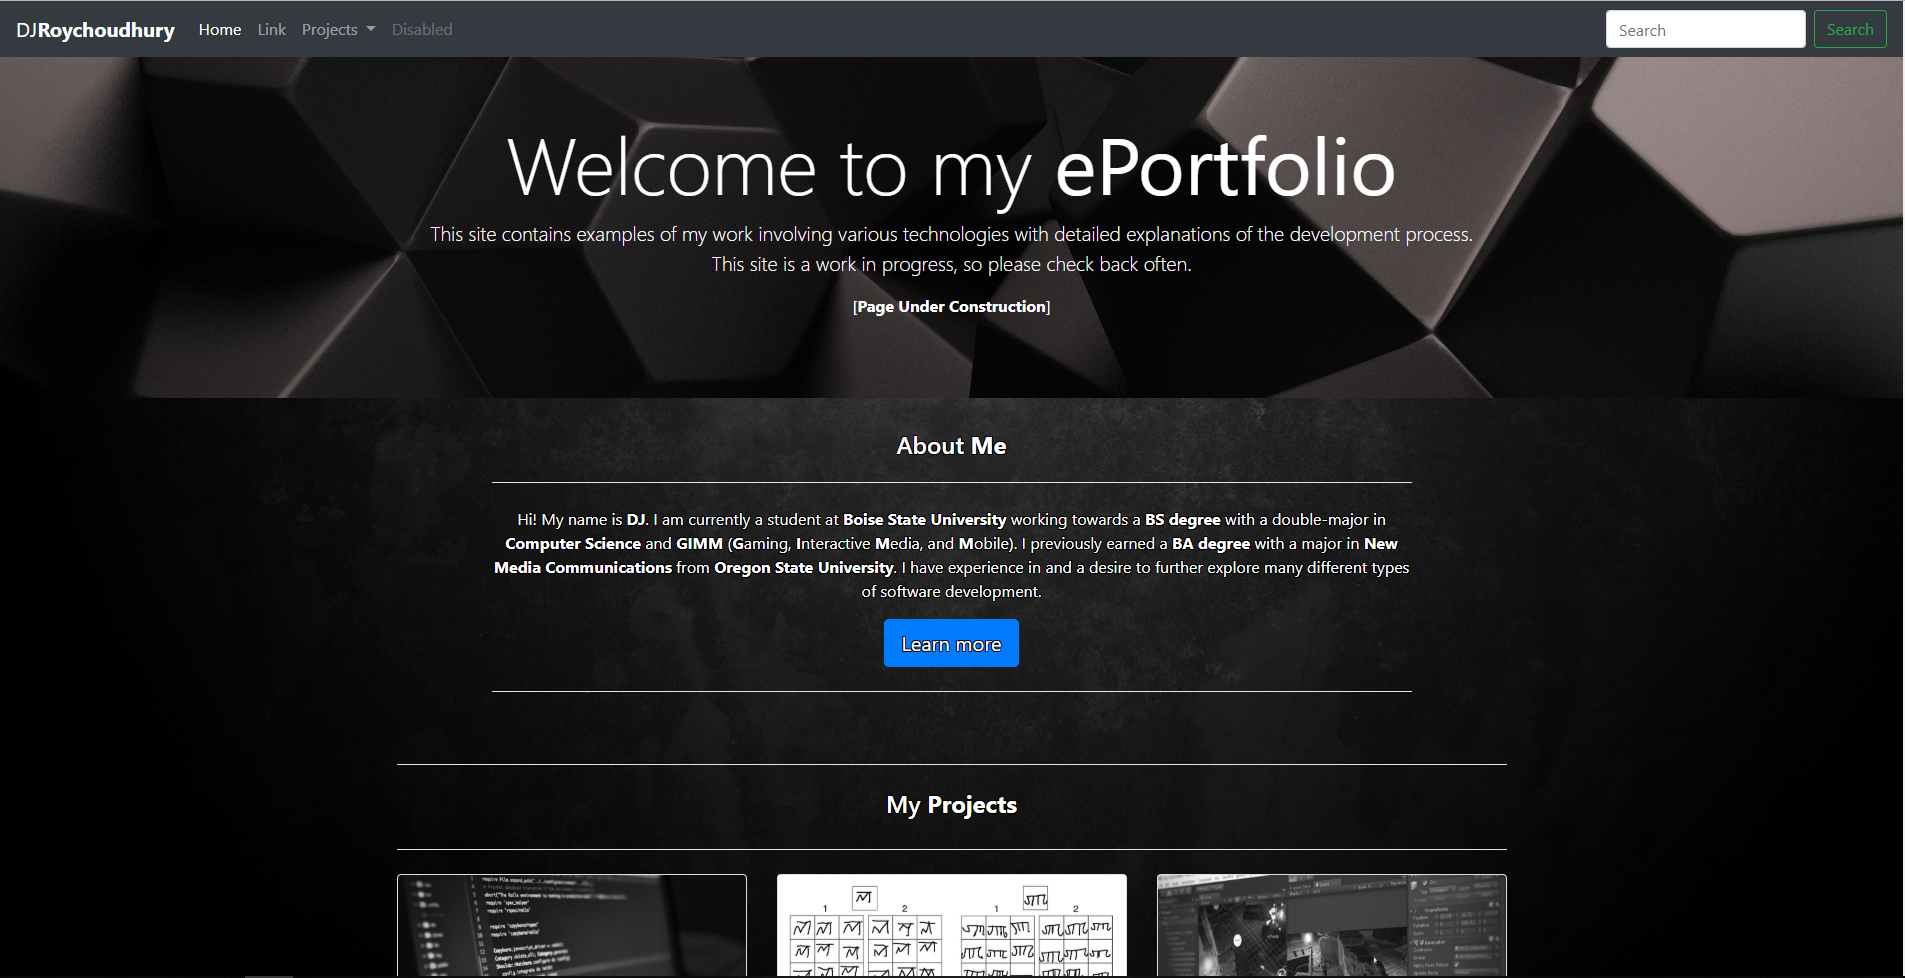 DJRoychoudhury Home Link Projects Disabled Search Search
Welcome to my ePortfolio
This site contains examples of my work involving various technologies with detailed explanations of the development process.
This site is a work in progress, so please check back often.
[Page Under Construction]
About Me
Hi! My name is DJ. I am currently a student at Boise State University working towards a BS degree with a double-major in
Computer Science and GIMM (Gaming, Interactive Media, and Mobile). I previously earned a BA degree with a major in New
Media Communications from Oregon State University. I have experience in and a desire to further explore many different types
of software development.
Learn more
My Projects
1 2 1 2